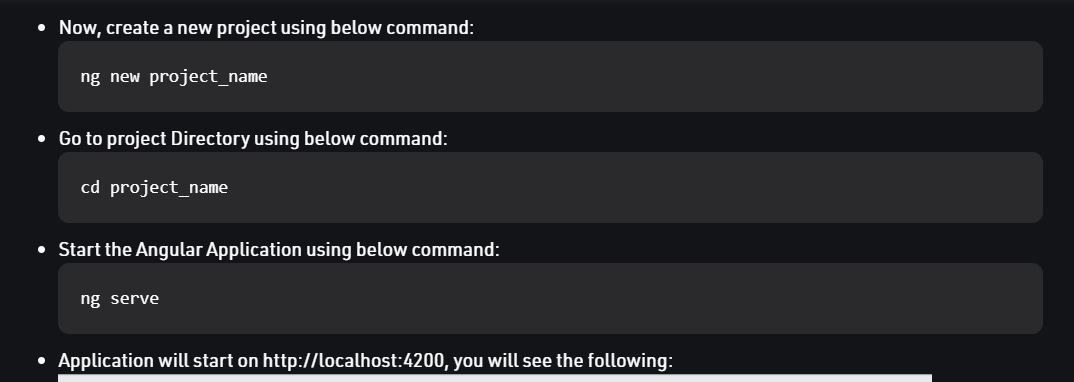 Now, create a new project using below command:
ng new project_name
Go to project Directory using below command:
cd project_name
Start the Angular Application using below command:
ng serve
Application will start on http://localhost:4200, you will see the following: